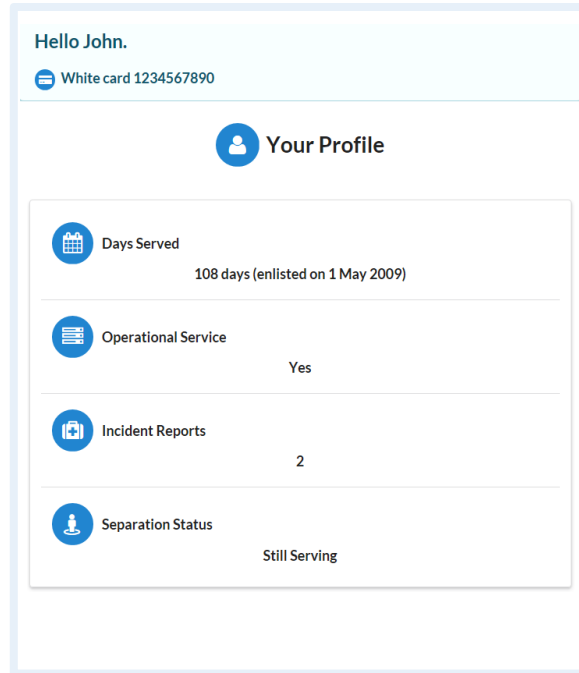 Hello John.
White card 1234567890
Your Profile
Days Served
108 days (enlisted on 1 May 2009)
Operational Service
Yes
Incident Reports
2
Separation Status
Still Serving